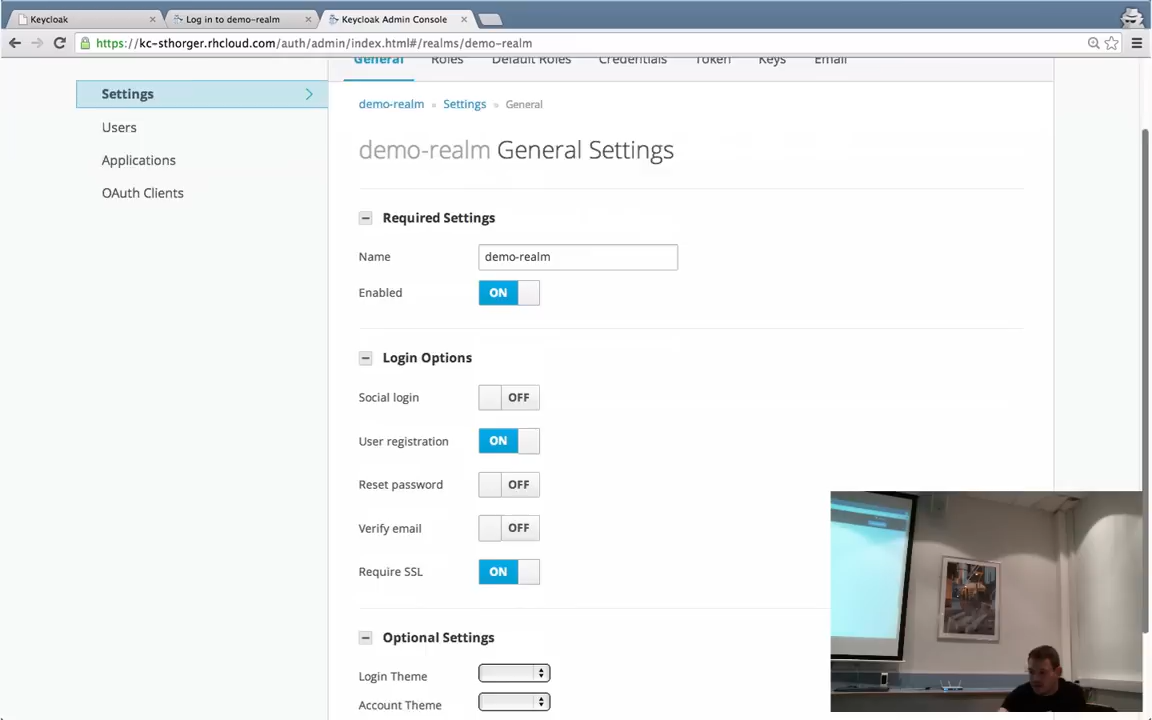 Keycloak
Log in to demo-realm
Keycloak Admin Console
https://kc-sthorger.rhcloud.com/auth/admin/index.html#/realms/demo-realm
General Roles Default Roles Credentials Token Keys Email
Settings
Users
Applications
OAuth Clients
demo-realm » Settings » General
demo-realm General Settings
Required Settings
Name demo-realm
Enabled ON
Login Options
Social login OFF
User registration ON
Reset password OFF
Verify email OFF
Require SSL ON
Optional Settings
Login Theme
Account Theme